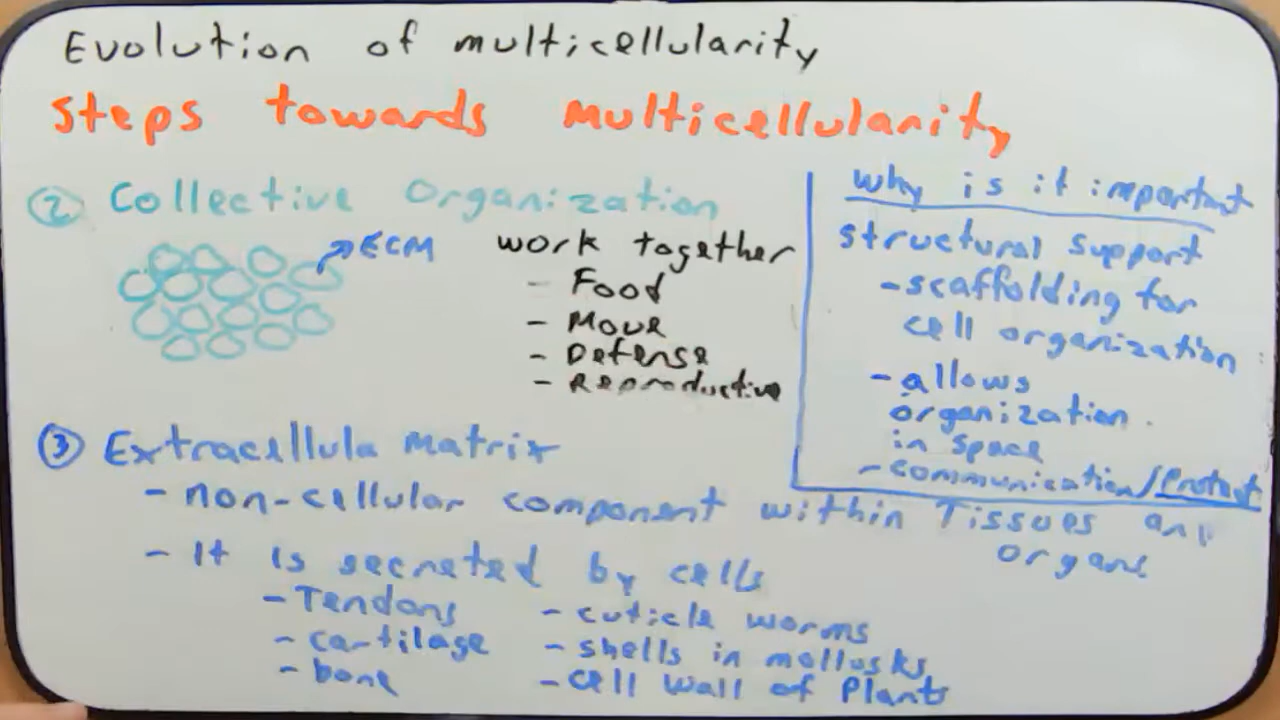 Evolution of multicellularity
Steps towards multicellularity
② Collective Organization
ECM
work together
- Food
- Move
- Defense
- Reproductive
why is it important
structural support
- scaffolding for
cell organization
- allows
organization
in space
- communication/Protect
③ Extracellula matrix
- non-cellular component within Tissues and
organs
- It is secreted by cells
- Tendons
- cartilage
- bone
- cuticle worms
- shells in mollusks
- cell wall of Plants